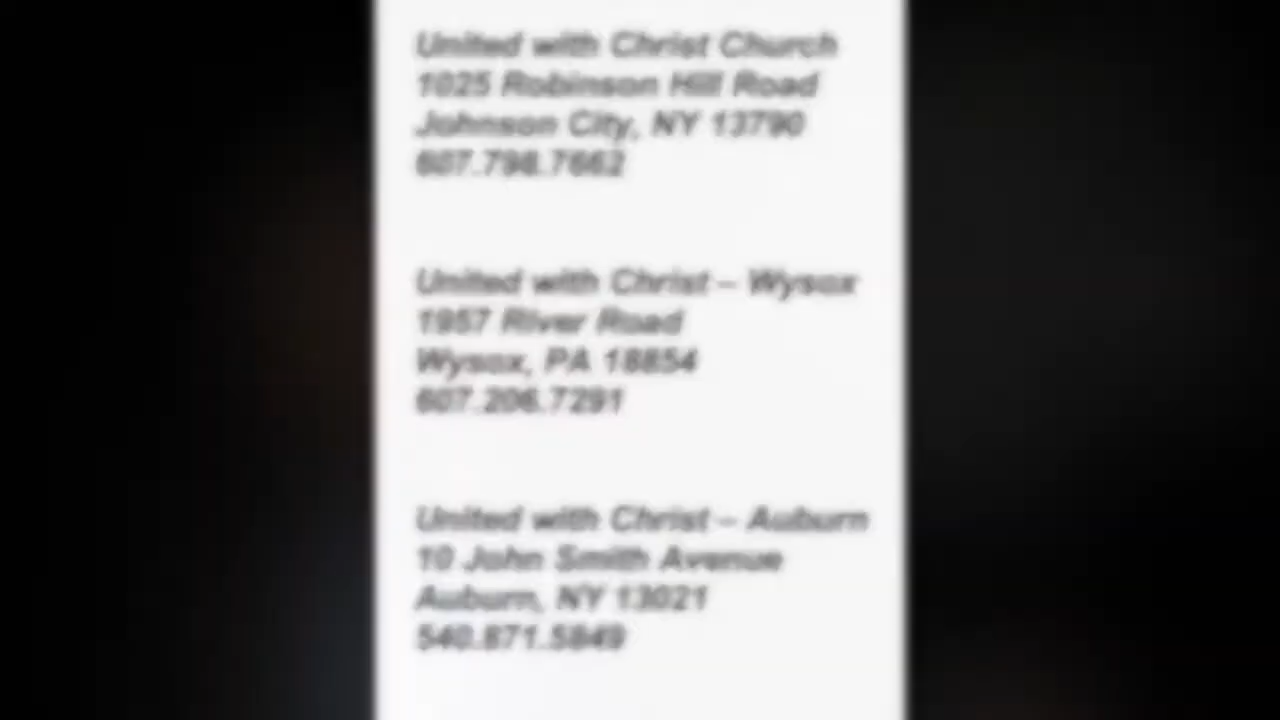 United with Christ Church
1025 Robinson Hill Road
Johnson City, NY 13790
607.798.7662
United with Christ – Wysox
1957 River Road
Wysox, PA 18854
607.206.7291
United with Christ – Auburn
10 John Smith Avenue
Auburn, NY 13021
540.871.5849